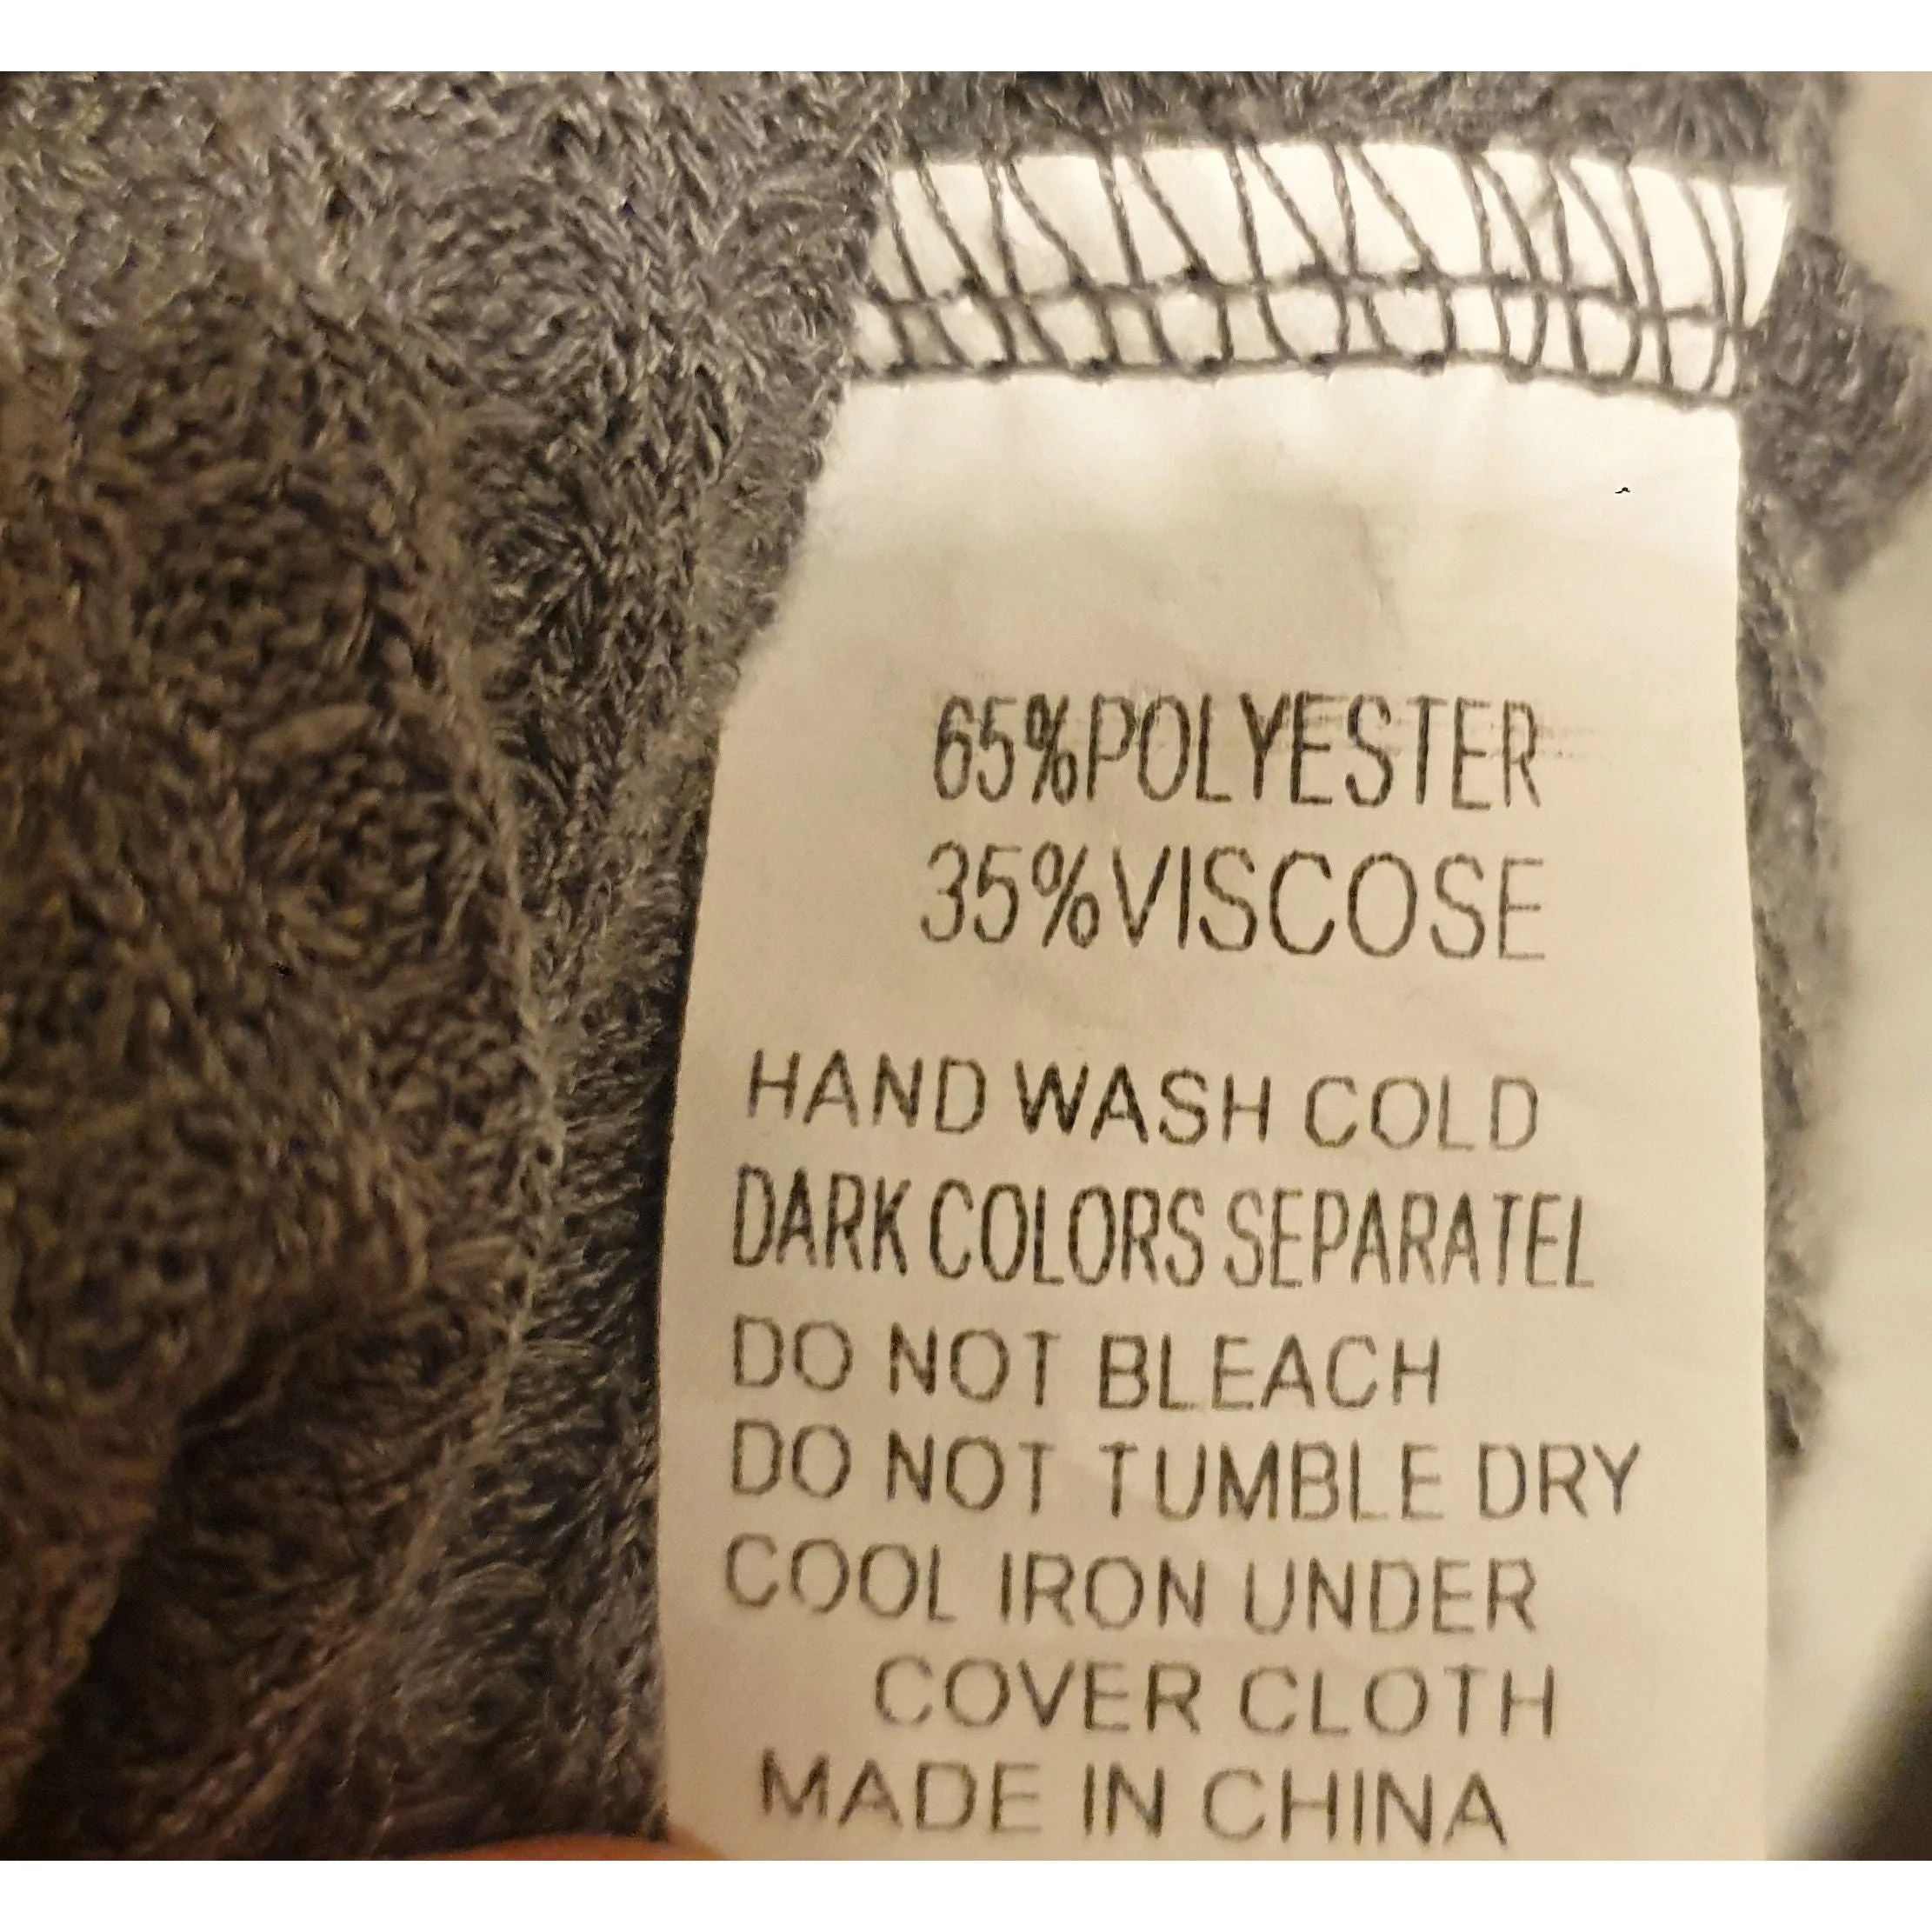 65%POLYESTER
35%VISCOSE
HAND WASH COLD
DARK COLORS SEPARATEL
DO NOT BLEACH
DO NOT TUMBLE DRY
COOL IRON UNDER
COVER CLOTH
MADE IN CHINA